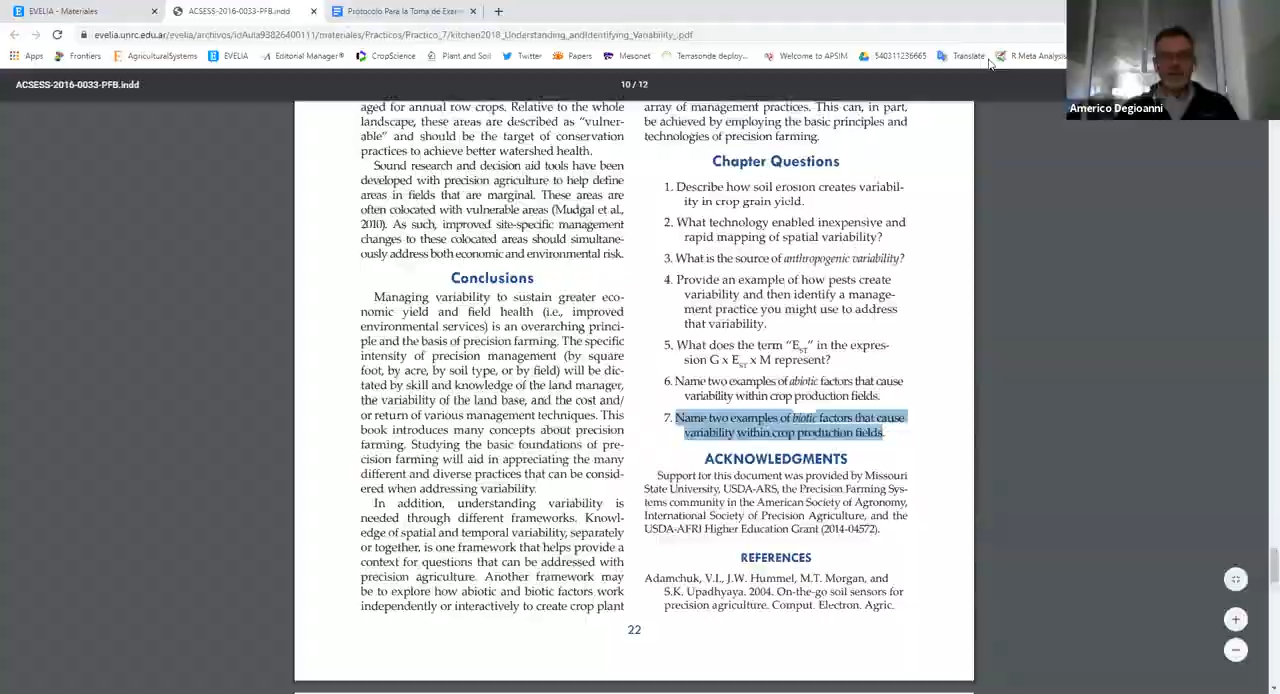 EVELIA - Materiales
ACSESS-2016-0033-PFB.indd
Protocolo Para la Toma de Exam
evelia.unrc.edu.ar/evelia/archivos/idAula93826400111/materiales/Practicos/Practico_7/kitchen2018_Understanding_andIdentifying_Variability_.pdf
Apps
Frontiers
AgriculturalSystems
EVELIA
Editorial Manager®
CropScience
Plant and Soil
Twitter
Papers
Mesonet
Terrasonde deploy...
Welcome to APSIM
540311236665
Translate
R Meta Analysis
Americo Degioanni
ACSESS-2016-0033-PFB.indd
10 / 12
aged for annual row crops. Relative to the whole
landscape, these areas are described as “vulner-
able” and should be the target of conservation
practices to achieve better watershed health.
Sound research and decision aid tools have been
developed with precision agriculture to help define
areas in fields that are marginal. These areas are
often colocated with vulnerable areas (Mudgal et al.,
2010). As such, improved site-specific management
changes to these colocated areas should simultane-
ously address both economic and environmental risk.
Conclusions
Managing variability to sustain greater eco-
nomic yield and field health (i.e., improved
environmental services) is an overarching princi-
ple and the basis of precision farming. The specific
intensity of precision management (by square
foot, by acre, by soil type, or by field) will be dic-
tated by skill and knowledge of the land manager,
the variability of the land base, and the cost and/
or return of various management techniques. This
book introduces many concepts about precision
farming. Studying the basic foundations of pre-
cision farming will aid in appreciating the many
different and diverse practices that can be consid-
ered when addressing variability.
In addition, understanding variability is
needed through different frameworks. Knowl-
edge of spatial and temporal variability, separately
or together, is one framework that helps provide a
context for questions that can be addressed with
precision agriculture. Another framework may
be to explore how abiotic and biotic factors work
independently or interactively to create crop plant
array of management practices. This can, in part,
be achieved by employing the basic principles and
technologies of precision farming.
Chapter Questions
1. Describe how soil erosion creates variabil-
ity in crop grain yield.
2. What technology enabled inexpensive and
rapid mapping of spatial variability?
3. What is the source of anthropogenic variability?
4. Provide an example of how pests create
variability and then identify a manage-
ment practice you might use to address
that variability.
5. What does the term “EST” in the expres-
sion G x EST x M represent?
6. Name two examples of abiotic factors that cause
variability within crop production fields.
7. Name two examples of biotic factors that cause
variability within crop production fields.
ACKNOWLEDGMENTS
Support for this document was provided by Missouri
State University, USDA-ARS, the Precision Farming Sys-
tems community in the American Society of Agronomy,
International Society of Precision Agriculture, and the
USDA-AFRI Higher Education Grant (2014-04572).
REFERENCES
Adamchuk, V.I., J.W. Hummel, M.T. Morgan, and
S.K. Upadhyaya. 2004. On-the-go soil sensors for
precision agriculture. Comput. Electron. Agric.
22